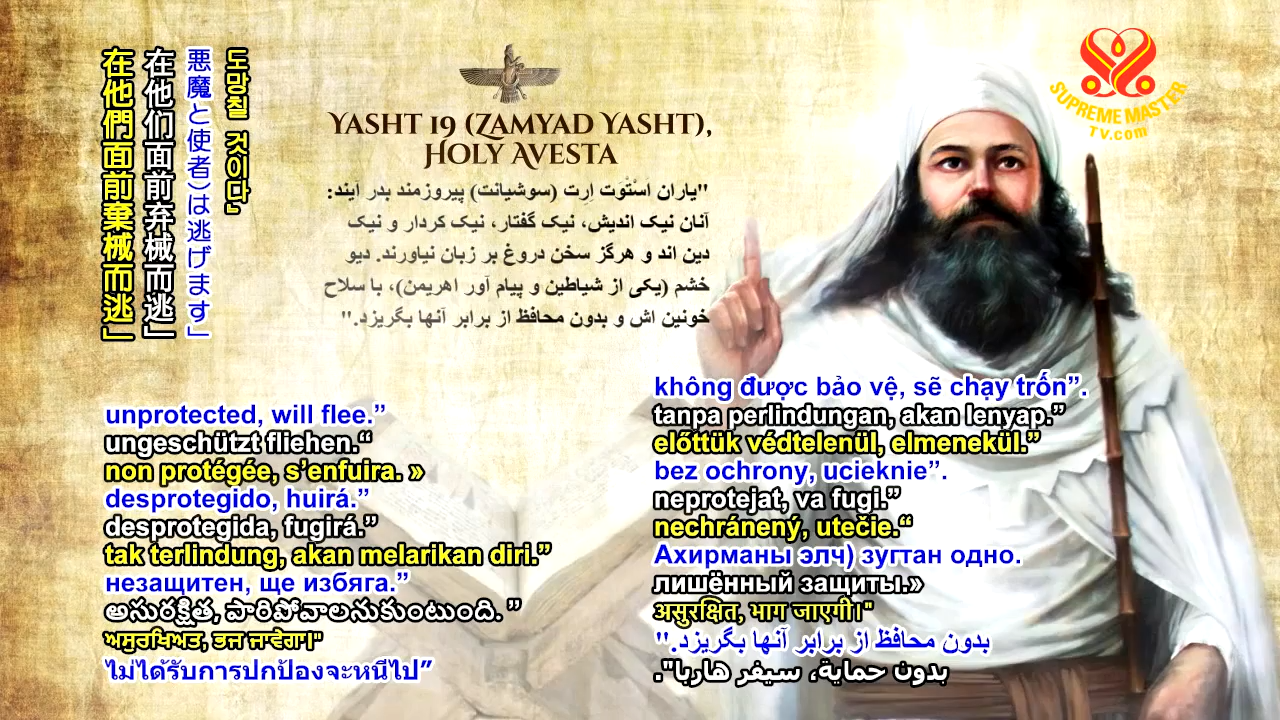 도망칠 것이다』
悪魔と使者)は逃げます」
在他们面前弃械而逃」
在他們面前棄械而逃」
YASHT 19 (ZAMYAD YASHT),
HOLY AVESTA
"یاران اَستْوَت اِرِت (سوشیانت) پیروزمند بدر آیند:
آنان نیک اندیش، نیک گفتار، نیک کردار و نیک
دین اند و هرگز سخن دروغ بر زبان نیاورند. دیو
خشم (یکی از شیاطین و پیام آور اهریمن)، با سلاح
خونین اش و بدون محافظ از برابر آنها بگریزد."
SUPREME MASTER
TV.com
unprotected, will flee.”
ungeschützt fliehen.“
non protégée, s’enfuira. »
desprotegido, huirá.”
desprotegida, fugirá.”
tak terlindung, akan melarikan diri.”
незащитен, ще избяга.”
అసురక్షిత, పారిపోవాలనుకుంటుంది. ”
ਅਸੁਰਖਿਅਤ, ਭਜ ਜਾਵੇਗਾ।"
ไม่ได้รับการปกป้องจะหนีไป”
không được bảo vệ, sẽ chạy trốn”.
tanpa perlindungan, akan lenyap.”
előttük védtelenül, elmenekül.”
bez ochrony, ucieknie”.
neprotejat, va fugi.”
nechránený, utečie.“
Ахирманы элч) зугтан одно.
лишённый защиты.»
असुरक्षित, भाग जाएगी।"
بدون محافظ از برابر آنها بگریزد."
بدون حماية، سيفر هاربا".